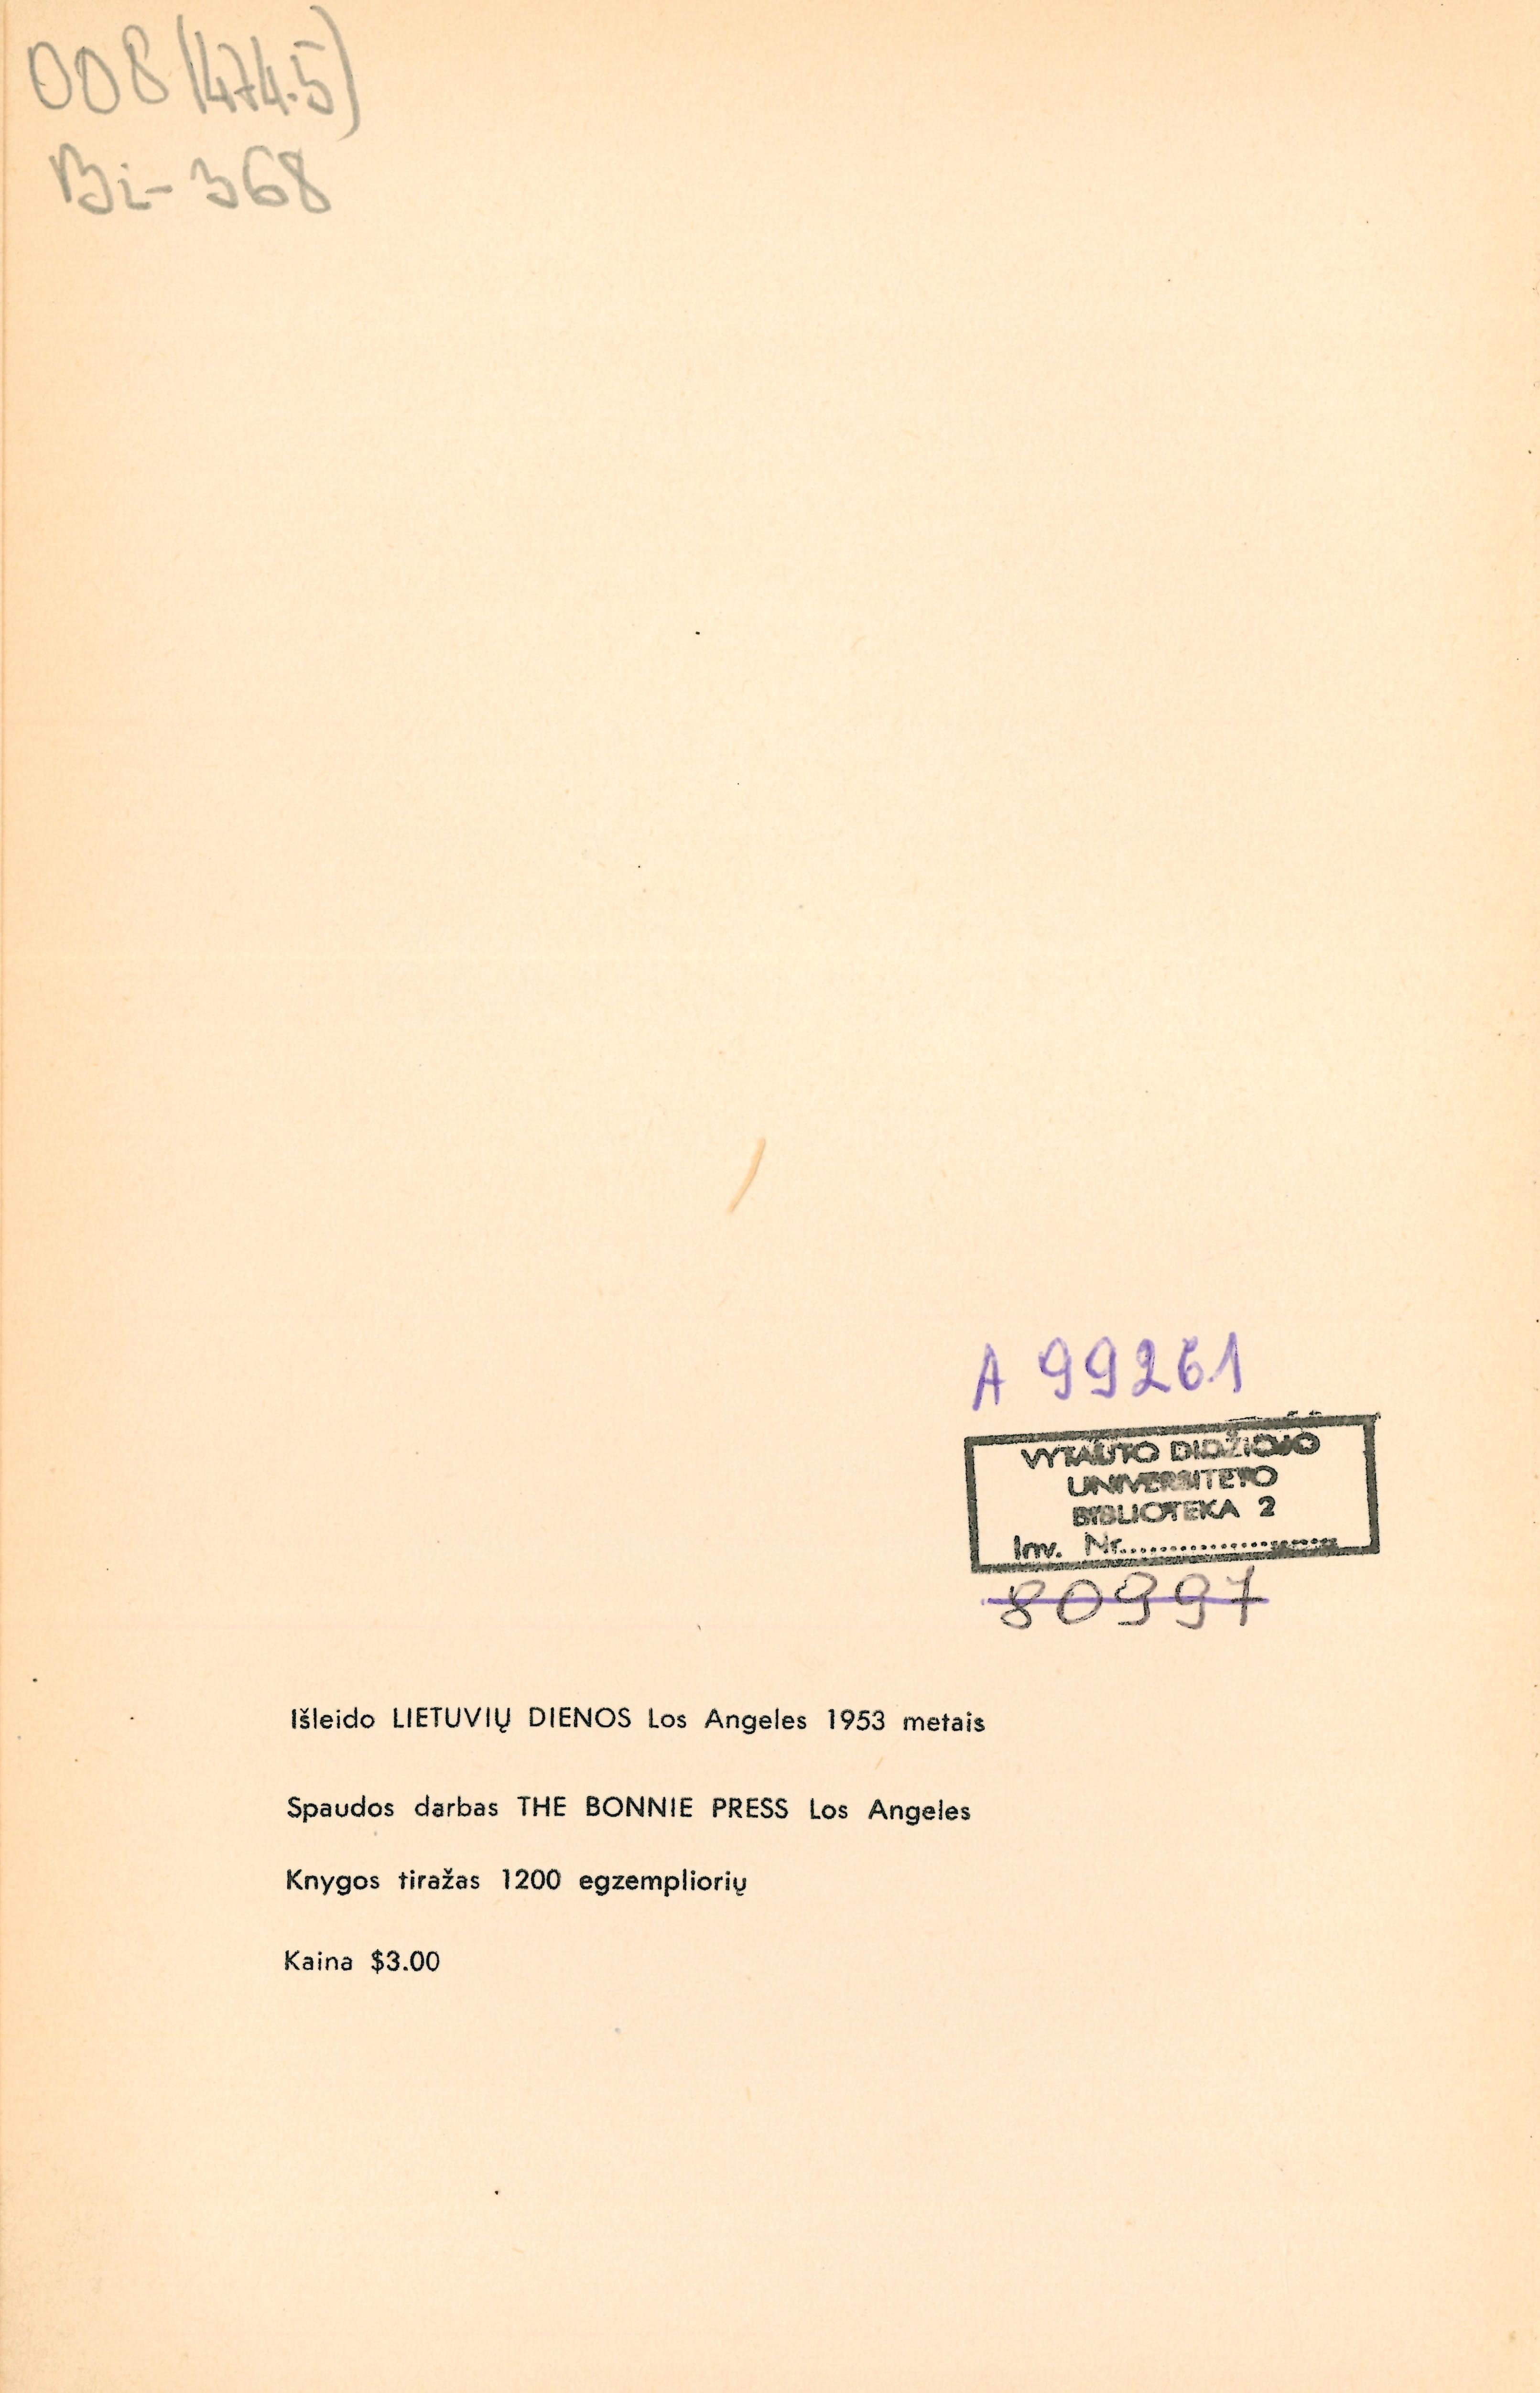 008(474.5)
Bi-368
A 99261
VYTAUTO DIDŽIOJO
UNIVERSITETO
BIBLIOTEKA 2
Inv. Nr.....................
80997
Išleido LIETUVIŲ DIENOS Los Angeles 1953 metais
Spaudos darbas THE BONNIE PRESS Los Angeles
Knygos tiražas 1200 egzempliorių
Kaina $3.00